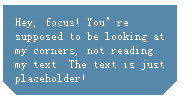 Hey, focus! You're
supposed to be looking at
my corners, not reading
my text. The text is just
placeholder!